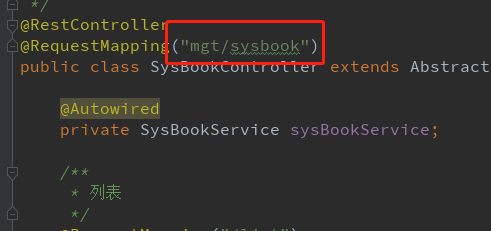 */
@RestController
@RequestMapping("mgt/sysbook")
public class SysBookController extends Abstract
@Autowired
private SysBookService sysBookService;
/**
* 列表
*/